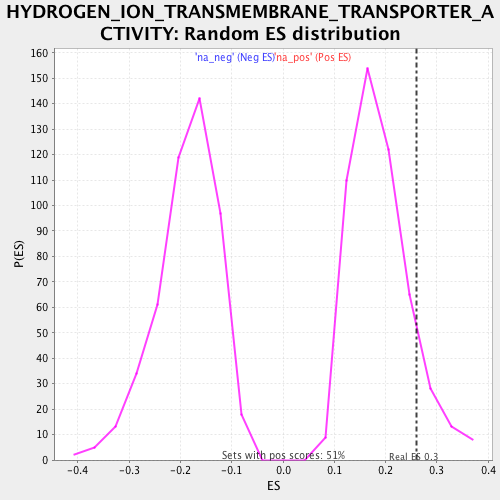 HYDROGEN_ION_TRANSMEMBRANE_TRANSPORTER_A
CTIVITY: Random ES distribution
'na_neg' (Neg ES) 'na_pos' (Pos ES)
160
150
140
130
120
110
100
90
80
70
60
50
40
30
20
10
0
P(ES)
Sets with pos scores: 51%
Real ES 0.3
-0.4 -0.3 -0.2 -0.1 0.0 0.1 0.2 0.3 0.4
ES